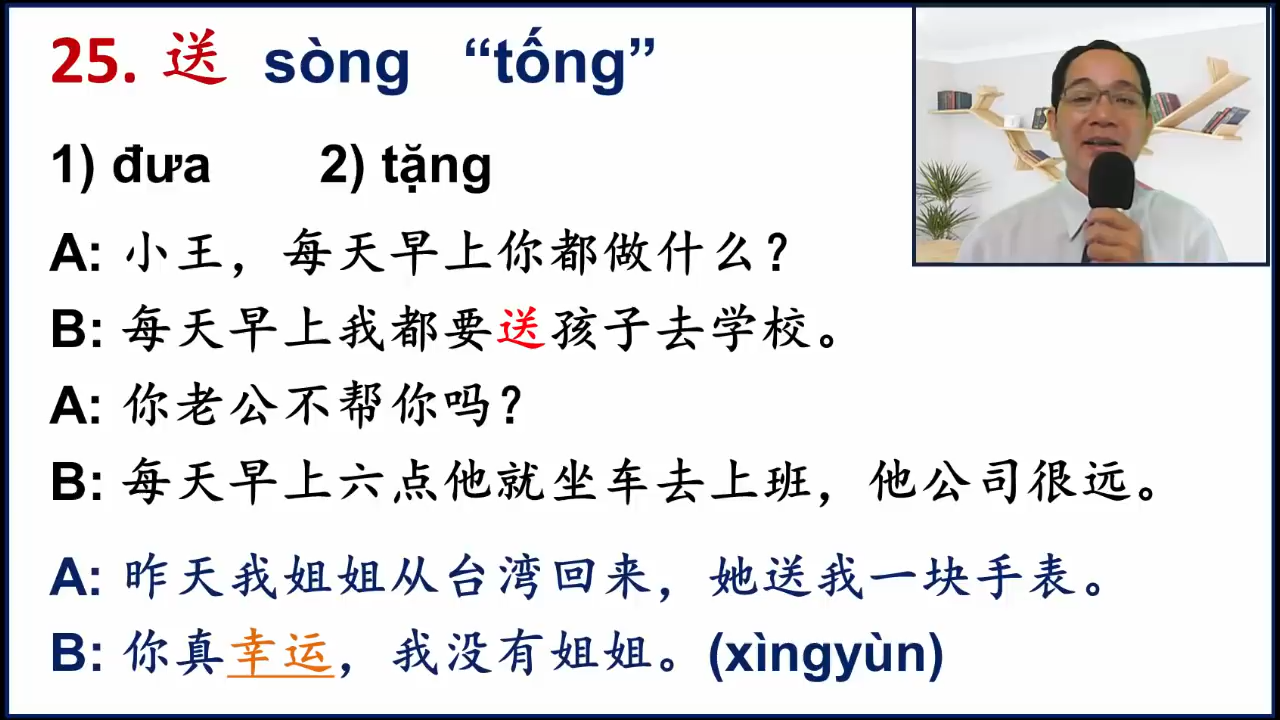 25. 送 sòng “tống”
1) đưa 2) tặng
A: 小王，每天早上你都做什么？
B: 每天早上我都要送孩子去学校。
A: 你老公不帮你吗？
B: 每天早上六点他就坐车去上班，他公司很远。
A: 昨天我姐姐从台湾回来，她送我一块手表。
B: 你真幸运，我没有姐姐。(xìngyùn)